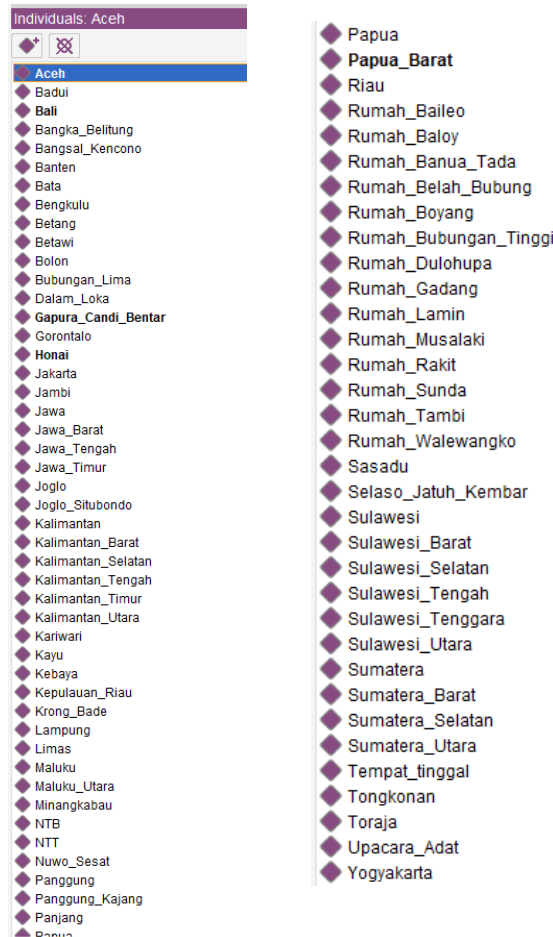 Individuals: Aceh
Aceh
Badui
Bali
Bangka_Belitung
Bangsal_Kencono
Banten
Bata
Bengkulu
Betang
Betawi
Bolon
Bubungan_Lima
Dalam_Loka
Gapura_Candi_Bentar
Gorontalo
Honai
Jakarta
Jambi
Jawa
Jawa_Barat
Jawa_Tengah
Jawa_Timur
Joglo
Joglo_Situbondo
Kalimantan
Kalimantan_Barat
Kalimantan_Selatan
Kalimantan_Tengah
Kalimantan_Timur
Kalimantan_Utara
Kariwari
Kayu
Kebaya
Kepulauan_Riau
Krong_Bade
Lampung
Limas
Maluku
Maluku_Utara
Minangkabau
NTB
NTT
Nuwo_Sesat
Panggung
Panggung_Kajang
Panjang
Papua
Papua
Papua_Barat
Riau
Rumah_Baileo
Rumah_Baloy
Rumah_Banua_Tada
Rumah_Belah_Bubung
Rumah_Boyang
Rumah_Bubungan_Tinggi
Rumah_Dulohupa
Rumah_Gadang
Rumah_Lamin
Rumah_Musalaki
Rumah_Rakit
Rumah_Sunda
Rumah_Tambi
Rumah_Walewangko
Sasadu
Selaso_Jatuh_Kembar
Sulawesi
Sulawesi_Barat
Sulawesi_Selatan
Sulawesi_Tengah
Sulawesi_Tenggara
Sulawesi_Utara
Sumatera
Sumatera_Barat
Sumatera_Selatan
Sumatera_Utara
Tempat_tinggal
Tongkonan
Toraja
Upacara_Adat
Yogyakarta